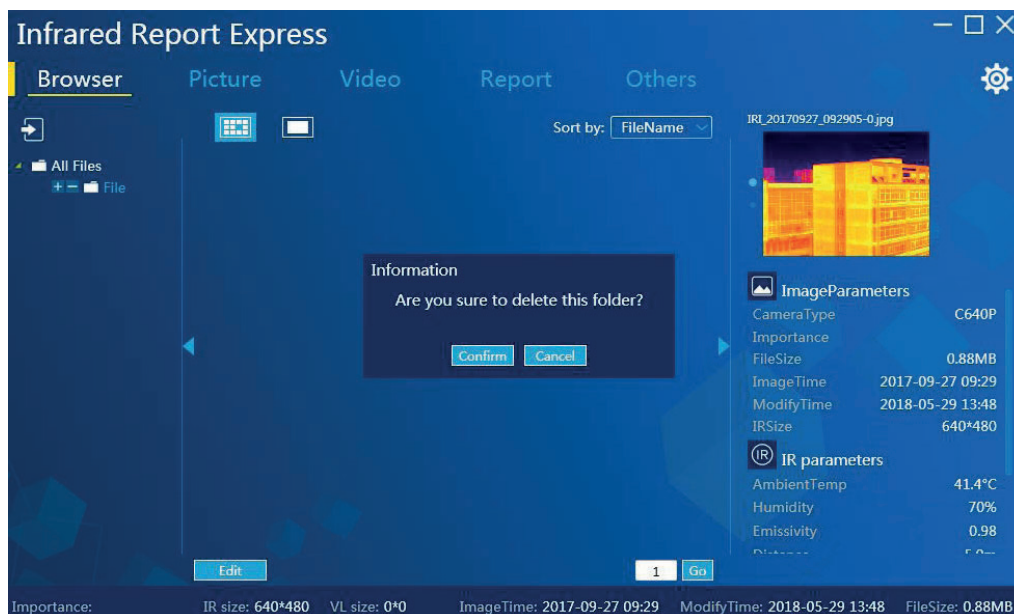 Infrared Report Express
Browser Picture Video Report Others
Sort by: FileName
All Files
File
Information
Are you sure to delete this folder?
Confirm Cancel
Edit
1 Go
IRI_20170927_092905-0.jpg
ImageParameters
CameraType C640P
Importance
FileSize 0.88MB
ImageTime 2017-09-27 09:29
ModifyTime 2018-05-29 13:48
IRSize 640*480
IR IR parameters
AmbientTemp 41.4°C
Humidity 70%
Emissivity 0.98
Importance: IR size: 640*480 VL size: 0*0 ImageTime: 2017-09-27 09:29 ModifyTime: 2018-05-29 13:48 FileSize: 0.88MB